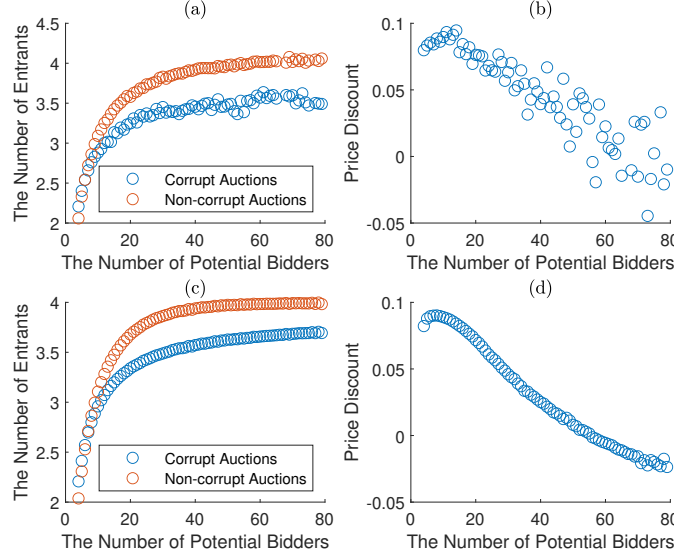 (a)
4.5
4
3.5
3
2.5
2
The Number of Entrants
Corrupt Auctions
Non-corrupt Auctions
0 20 40 60 80
The Number of Potential Bidders
(b)
0.1
0.05
0
-0.05
Price Discount
0 20 40 60 80
The Number of Potential Bidders
(c)
4
3.5
3
2.5
2
The Number of Entrants
Corrupt Auctions
Non-corrupt Auctions
0 20 40 60 80
The Number of Potential Bidders
(d)
0.1
0.05
0
-0.05
Price Discount
0 20 40 60 80
The Number of Potential Bidders